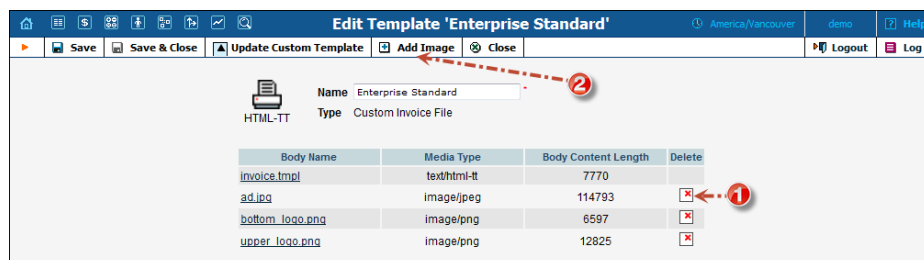 Edit Template 'Enterprise Standard' America/Vancouver demo Help
Save Save & Close Update Custom Template Add Image Close Logout Log
2
Name Enterprise Standard *
HTML-TT Type Custom Invoice File
Body Name Media Type Body Content Length Delete
invoice.tmpl text/html-tt 7770
ad.jpg image/jpeg 114793 1
bottom_logo.png image/png 6597
upper_logo.png image/png 12825